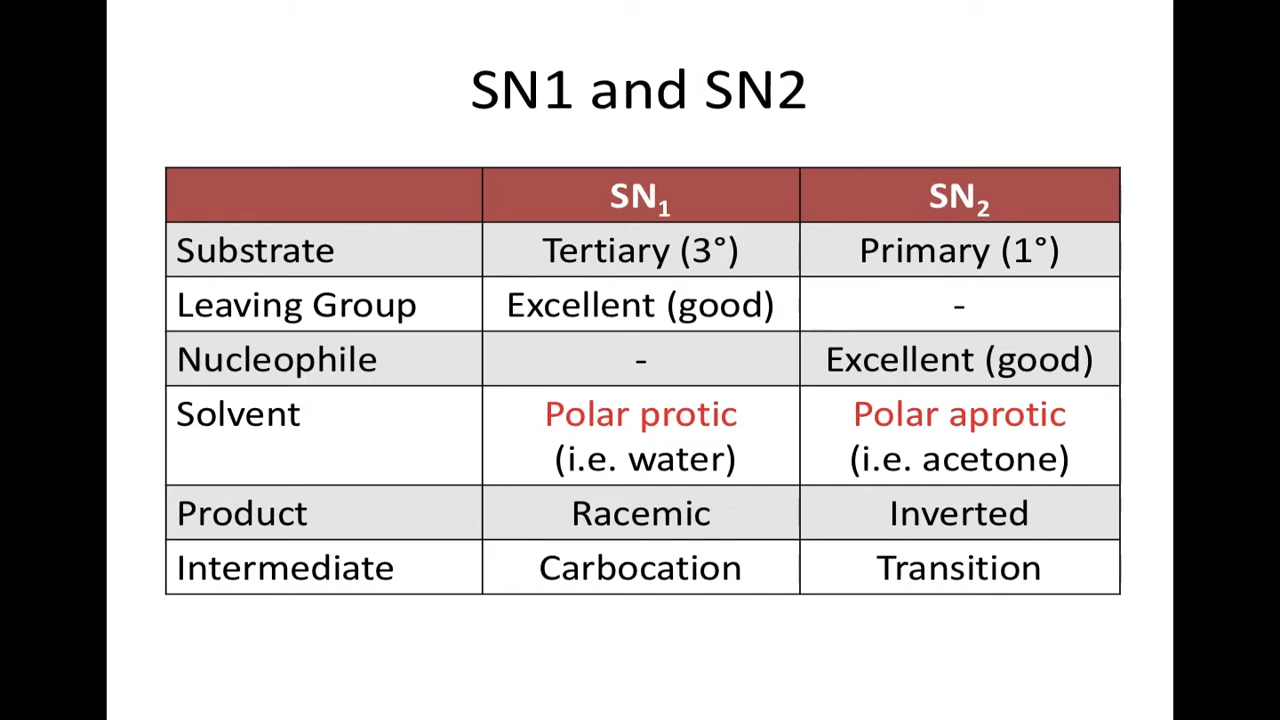 SN1 and SN2
SN₁ SN₂
Substrate Tertiary (3°) Primary (1°)
Leaving Group Excellent (good) -
Nucleophile - Excellent (good)
Solvent Polar protic Polar aprotic
(i.e. water) (i.e. acetone)
Product Racemic Inverted
Intermediate Carbocation Transition